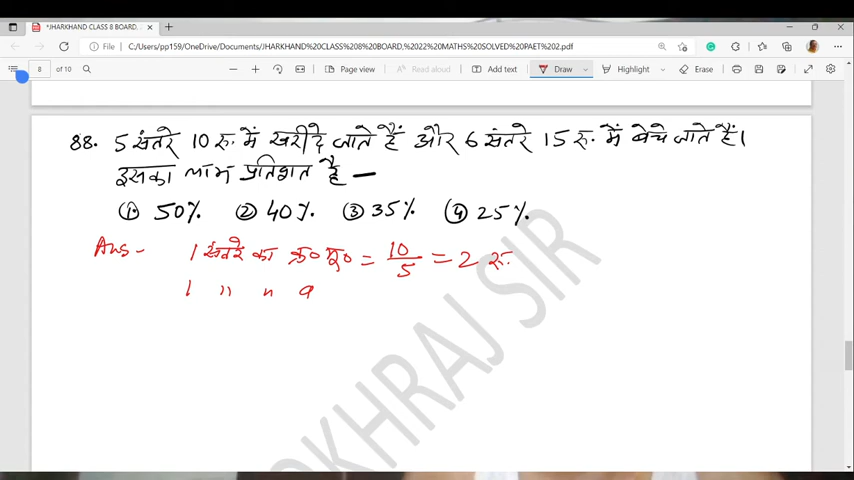 *JHARKHAND CLASS 8 BOARD,
File C:/Users/pp159/OneDrive/Documents/JHARKHAND%20CLASS%208%20BOARD,%2022%20MATHS%20SOLVED%20PAET%202.pdf
8 of 10 Page view Read aloud Add text Draw Highlight Erase
88. 5 संतरे 10 रु. में खरीदे जाते हैं और 6 संतरे 15 रु. में बेचे जाते हैं।
इसका लाभ प्रतिशत है —
① 50% ② 40% ③ 35% ④ 25%
Ans - 1 संतरे का क्र० मू० = 10/5 = 2 रु.
1 " "
POKHRAJ SIR